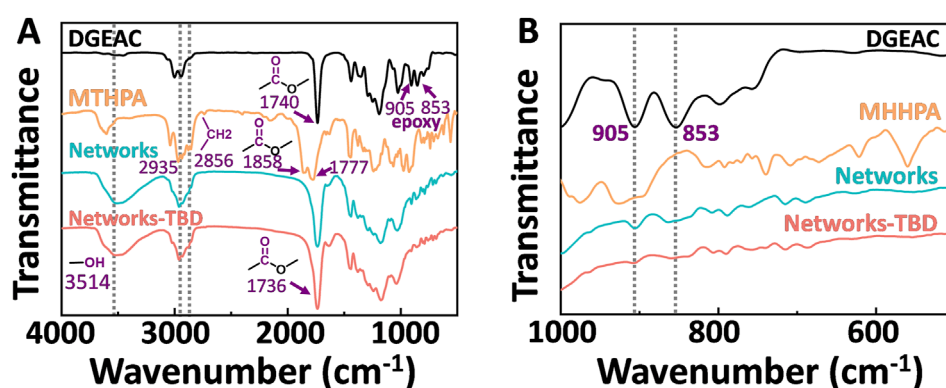 A
DGEAC
C
O
O
1740
905
853
epoxy
MTHPA
CH2
C
O
O
2935
2856
1858
1777
Networks
Networks-TBD
—OH
3514
C
O
O
1736
4000
3000
2000
1000
Wavenumber (cm-1)
Transmittance
B
DGEAC
905
853
MHHPA
Networks
Networks-TBD
1000
800
600
Wavenumber (cm-1)
Transmittance